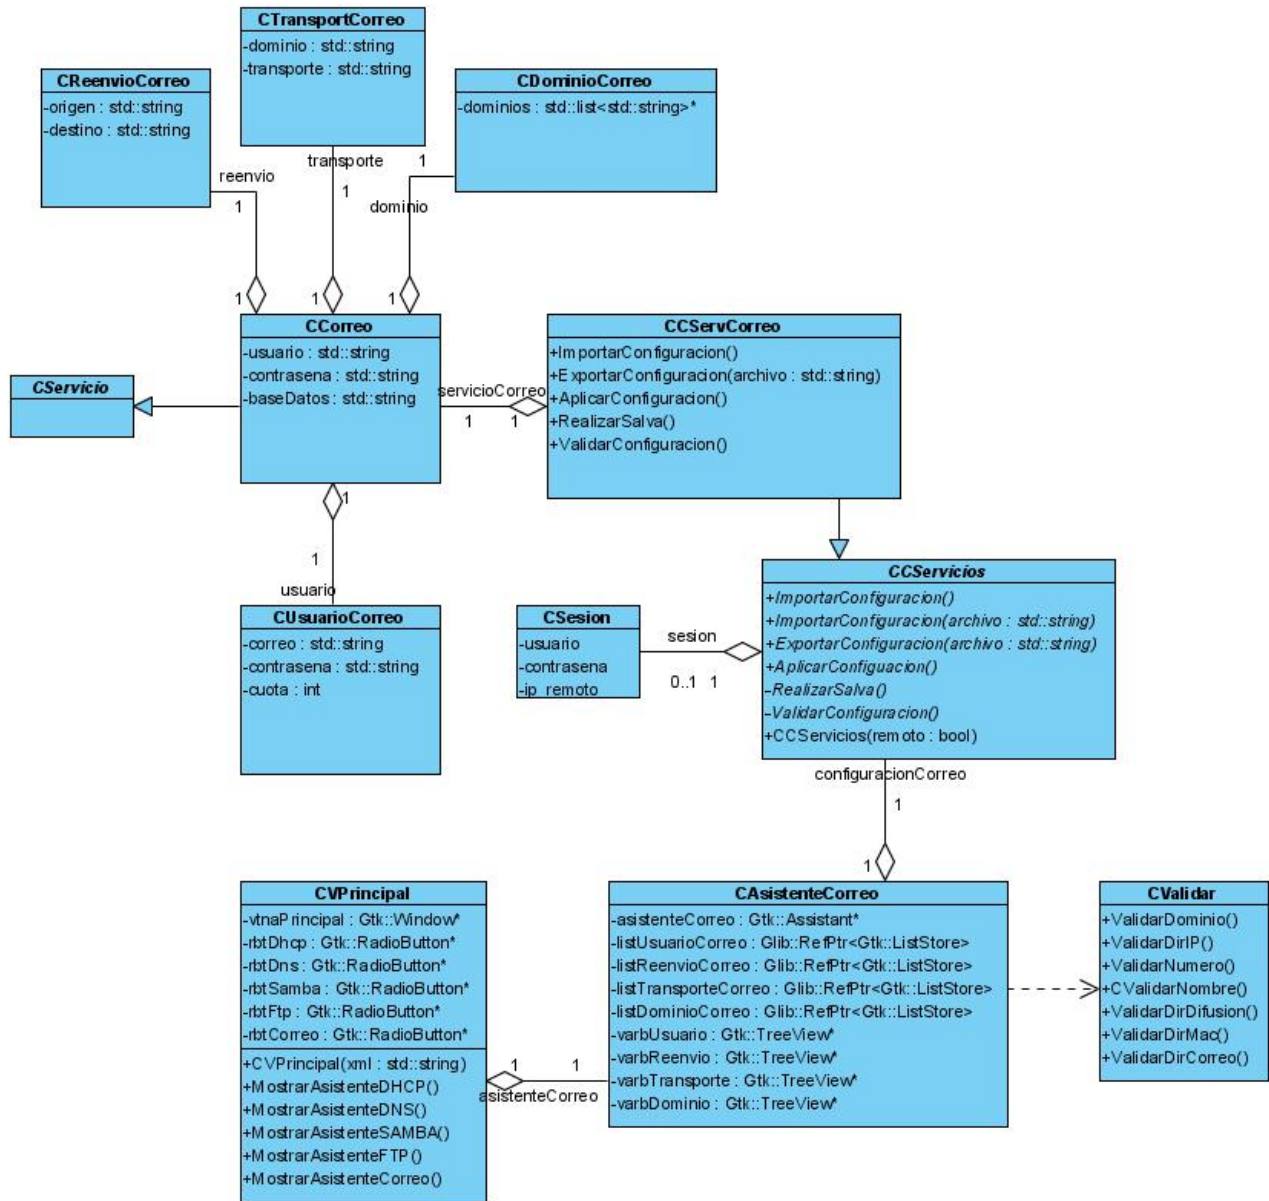 CTransportCorreo
-dominio : std::string
-transporte : std::string
CReenvioCorreo
-origen : std::string
-destino : std::string
CDominioCorreo
-dominios : std::list<std::string>*
reenvio
1
transporte
1
1
dominio
1
1
1
CCorreo
-usuario : std::string
-contrasena : std::string
-baseDatos : std::string
CServicio
servicioCorreo
1
1
CCServCorreo
+ImportarConfiguracion()
+ExportarConfiguracion(archivo : std::string)
+AplicarConfiguracion()
+RealizarSalva()
+ValidarConfiguracion()
1
1
usuario
CUsuarioCorreo
-correo : std::string
-contrasena : std::string
-cuota : int
CSesion
-usuario
-contrasena
-ip_remoto
sesion
0..1
1
CCServicios
+ImportarConfiguracion()
+ImportarConfiguracion(archivo : std::string)
+ExportarConfiguracion(archivo : std::string)
+AplicarConfiguacion()
-RealizarSalva()
-ValidarConfiguracion()
+CCServicios(remoto : bool)
configuracionCorreo
1
1
CVPrincipal
-vtnaPrincipal : Gtk::Window*
-rbtDhcp : Gtk::RadioButton*
-rbtDns : Gtk::RadioButton*
-rbtSamba : Gtk::RadioButton*
-rbtFtp : Gtk::RadioButton*
-rbtCorreo : Gtk::RadioButton*
+CVPrincipal(xml : std::string)
+MostrarAsistenteDHCP()
+MostrarAsistenteDNS()
+MostrarAsistenteSAMBA()
+MostrarAsistenteFTP()
+MostrarAsistenteCorreo()
1
1
asistenteCorreo
CAsistenteCorreo
-asistenteCorreo : Gtk::Assistant*
-listUsuarioCorreo : Glib::RefPtr<Gtk::ListStore>
-listReenvioCorreo : Glib::RefPtr<Gtk::ListStore>
-listTransporteCorreo : Glib::RefPtr<Gtk::ListStore>
-listDominioCorreo : Glib::RefPtr<Gtk::ListStore>
-varbUsuario : Gtk::TreeView*
-varbReenvio : Gtk::TreeView*
-varbTransporte : Gtk::TreeView*
-varbDominio : Gtk::TreeView*
CValidar
+ValidarDominio()
+ValidarDirIP()
+ValidarNumero()
+CValidarNombre()
+ValidarDirDifusion()
+ValidarDirMac()
+ValidarDirCorreo()